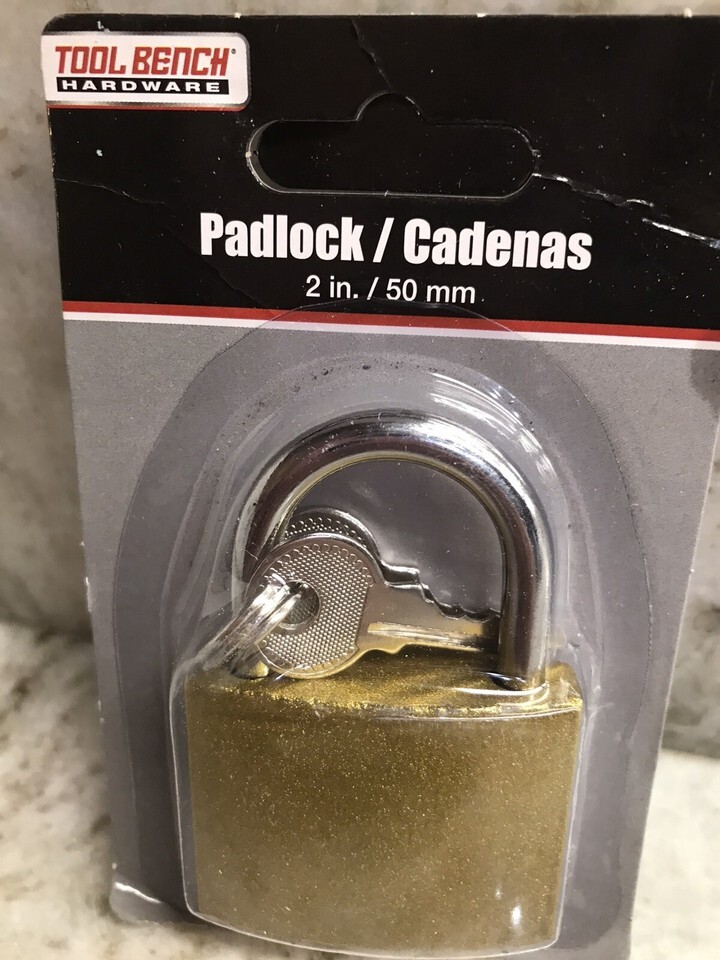 TOOL BENCH®
HARDWARE
Padlock / Cadenas
2 in. / 50 mm